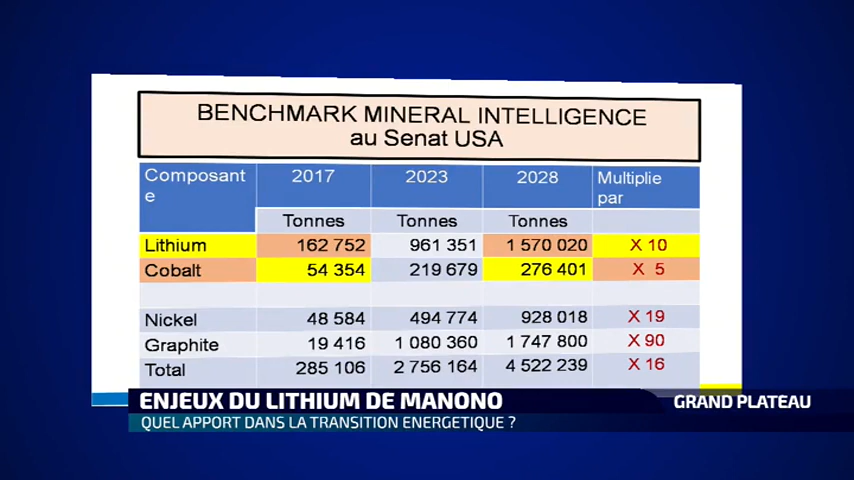 BENCHMARK MINERAL INTELLIGENCE
au Senat USA
Composant 2017 2023 2028 Multiplie
e par
Tonnes Tonnes Tonnes
Lithium 162 752 961 351 1 570 020 X 10
Cobalt 54 354 219 679 276 401 X 5
Nickel 48 584 494 774 928 018 X 19
Graphite 19 416 1 080 360 1 747 800 X 90
Total 285 106 2 756 164 4 522 239 X 16
ENJEUX DU LITHIUM DE MANONO GRAND PLATEAU
QUEL APPORT DANS LA TRANSITION ENERGETIQUE ?